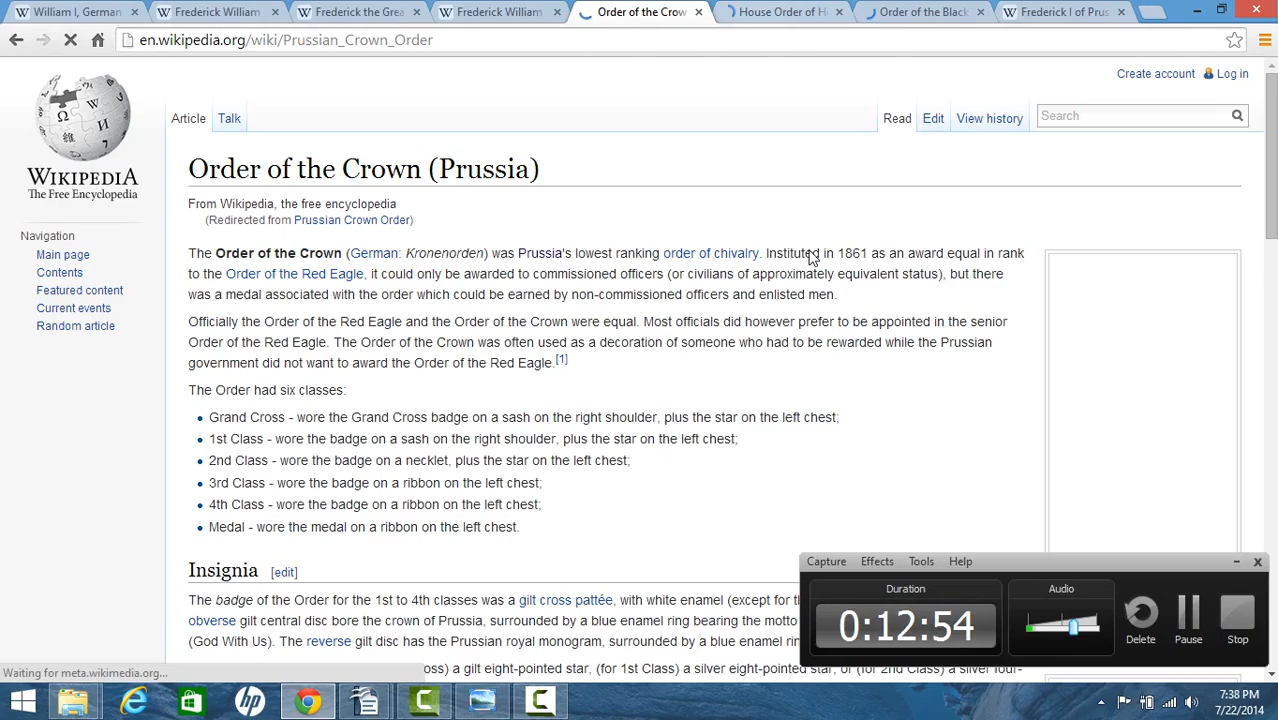 William I, German
Frederick William
Frederick the Grea
Frederick William
Order of the Crow
House Order of H
Order of the Black
Frederick I of Prus
en.wikipedia.org/wiki/Prussian_Crown_Order
Create account Log in
WIKIPEDIA
The Free Encyclopedia
Article Talk Read Edit View history Search
Order of the Crown (Prussia)
From Wikipedia, the free encyclopedia
(Redirected from Prussian Crown Order)
Navigation
Main page
Contents
Featured content
Current events
Random article
The Order of the Crown (German: Kronenorden) was Prussia's lowest ranking order of chivalry. Instituted in 1861 as an award equal in rank
to the Order of the Red Eagle, it could only be awarded to commissioned officers (or civilians of approximately equivalent status), but there
was a medal associated with the order which could be earned by non-commissioned officers and enlisted men.
Officially the Order of the Red Eagle and the Order of the Crown were equal. Most officials did however prefer to be appointed in the senior
Order of the Red Eagle. The Order of the Crown was often used as a decoration of someone who had to be rewarded while the Prussian
government did not want to award the Order of the Red Eagle.[1]
The Order had six classes:
Grand Cross - wore the Grand Cross badge on a sash on the right shoulder, plus the star on the left chest;
1st Class - wore the badge on a sash on the right shoulder, plus the star on the left chest;
2nd Class - wore the badge on a necklet, plus the star on the left chest;
3rd Class - wore the badge on a ribbon on the left chest;
4th Class - wore the badge on a ribbon on the left chest;
Medal - wore the medal on a ribbon on the left chest.
Insignia [edit]
The badge of the Order for the 1st to 4th classes was a gilt cross pattée, with white enamel (except for the
obverse gilt central disc bore the crown of Prussia, surrounded by a blue enamel ring bearing the motto
(God With Us). The reverse gilt disc has the Prussian royal monogram, surrounded by a blue enamel ring
a gilt eight-pointed star, (for 1st Class) a silver eight-pointed star, or (for 2nd Class) a silver four-
Waiting for meta.wikimedia.org...
Capture Effects Tools Help
Duration
0:12:54
Audio
Delete
Pause
Stop
7:38 PM
7/22/2014